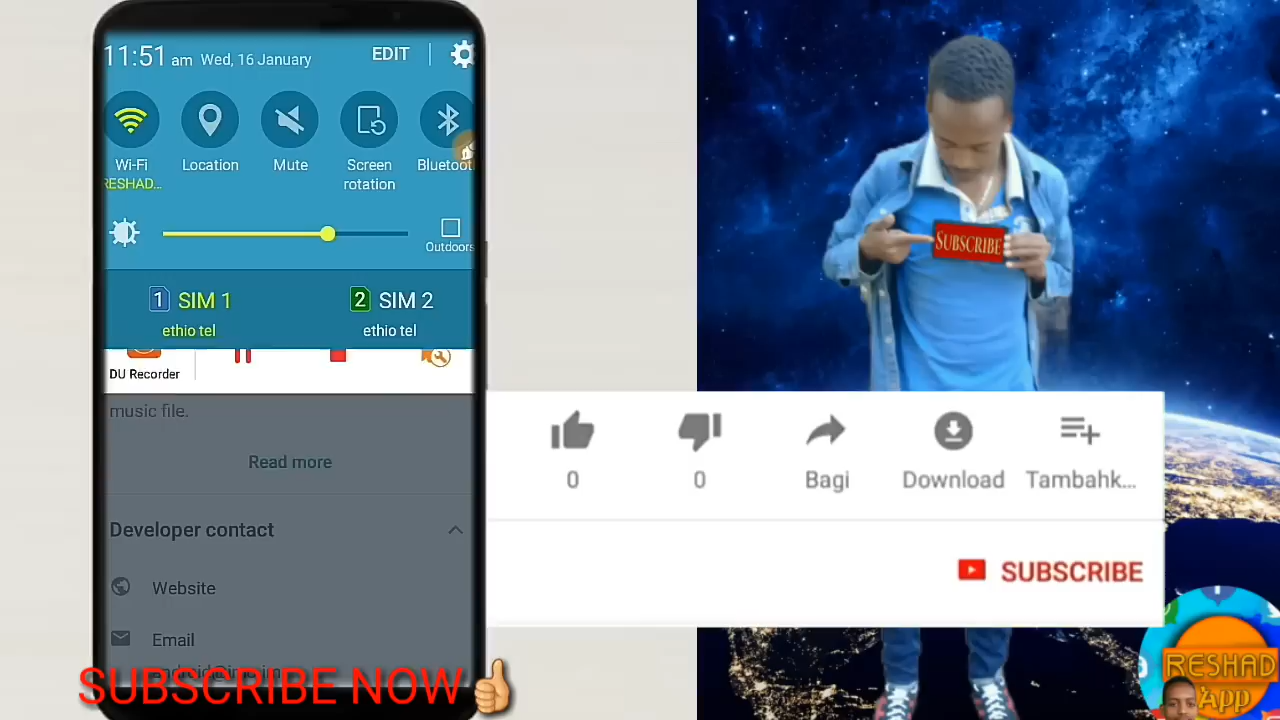 11:51 am Wed, 16 January EDIT
Wi-Fi
RESHAD...
Location
Mute
Screen
rotation
Outdoors
1 SIM 1
ethio tel
2 SIM 2
ethio tel
DU Recorder
music file.
Read more
Developer contact
Website
Email
SUBSCRIBE NOW
SUBSCRIBE
0
0
Bagi
Download
Tambahk...
SUBSCRIBE
RESHAD
App